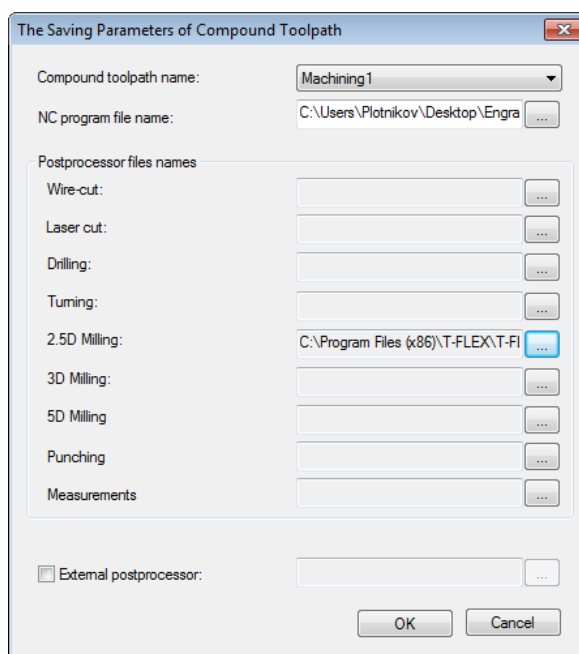 The Saving Parameters of Compound Toolpath
Compound toolpath name: Machining1
NC program file name: C:\Users\Plotnikov\Desktop\Engra ...
Postprocessor files names
Wire-cut: ...
Laser cut: ...
Drilling: ...
Turning: ...
2.5D Milling: C:\Program Files (x86)\T-FLEX\T-Fl ...
3D Milling: ...
5D Milling ...
Punching ...
Measurements ...
External postprocessor: ...
OK Cancel